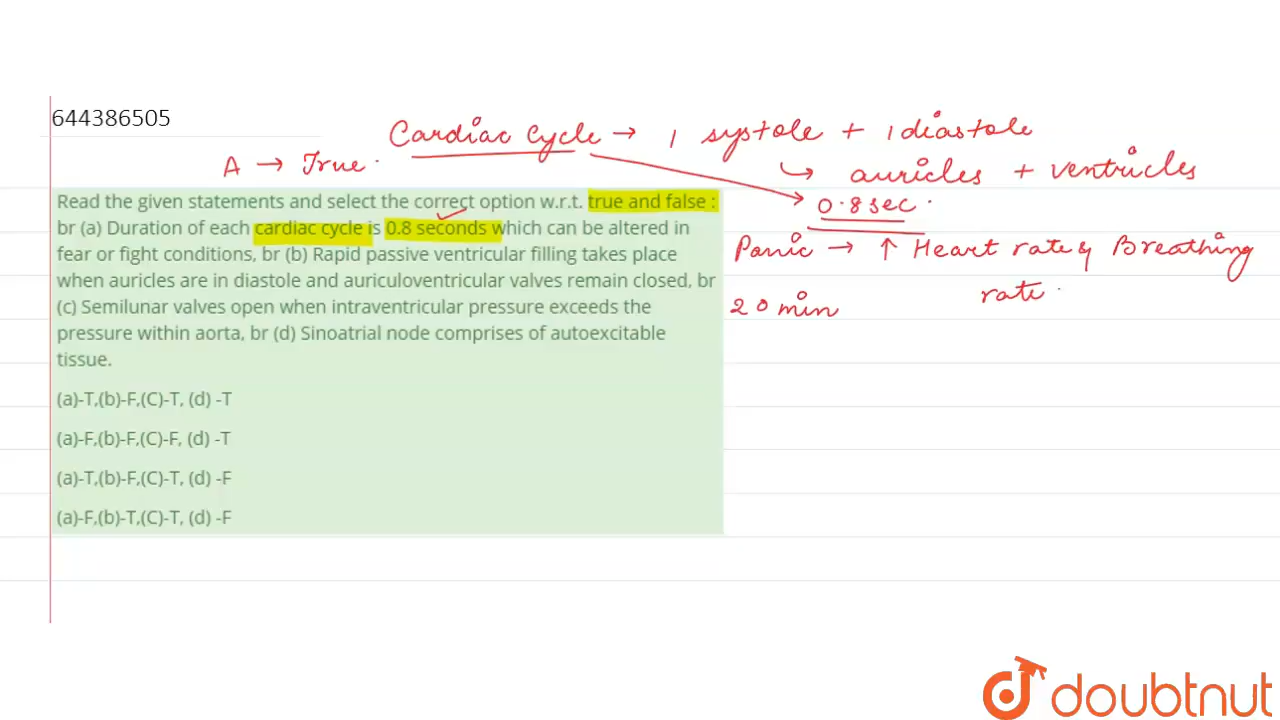 644386505
Cardiac Cycle → 1 systole + 1 diastole
A → True.
↳ auricles + ventricles
0.8 sec.
Read the given statements and select the correct option w.r.t. true and false :
br (a) Duration of each cardiac cycle is 0.8 seconds which can be altered in
fear or fight conditions, br (b) Rapid passive ventricular filling takes place
when auricles are in diastole and auriculoventricular valves remain closed, br
(c) Semilunar valves open when intraventricular pressure exceeds the
pressure within aorta, br (d) Sinoatrial node comprises of autoexcitable
tissue.
Panic → ↑ Heart rate & Breathing
rate.
20 min
(a)-T,(b)-F,(C)-T, (d) -T
(a)-F,(b)-F,(C)-F, (d) -T
(a)-T,(b)-F,(C)-T, (d) -F
(a)-F,(b)-T,(C)-T, (d) -F
doubtnut